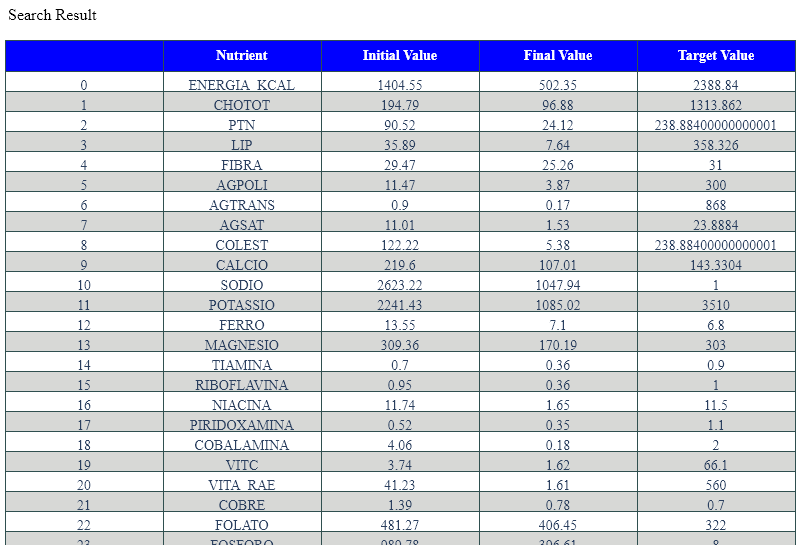 Search Result
Nutrient Initial Value Final Value Target Value
0 ENERGIA_KCAL 1404.55 502.35 2388.84
1 CHOTOT 194.79 96.88 1313.862
2 PTN 90.52 24.12 238.88400000000001
3 LIP 35.89 7.64 358.326
4 FIBRA 29.47 25.26 31
5 AGPOLI 11.47 3.87 300
6 AGTRANS 0.9 0.17 868
7 AGSAT 11.01 1.53 23.8884
8 COLEST 122.22 5.38 238.88400000000001
9 CALCIO 219.6 107.01 143.3304
10 SODIO 2623.22 1047.94 1
11 POTASSIO 2241.43 1085.02 3510
12 FERRO 13.55 7.1 6.8
13 MAGNESIO 309.36 170.19 303
14 TIAMINA 0.7 0.36 0.9
15 RIBOFLAVINA 0.95 0.36 1
16 NIACINA 11.74 1.65 11.5
17 PIRIDOXAMINA 0.52 0.35 1.1
18 COBALAMINA 4.06 0.18 2
19 VITC 3.74 1.62 66.1
20 VITA_RAE 41.23 1.61 560
21 COBRE 1.39 0.78 0.7
22 FOLATO 481.27 406.45 322
23 FOSFORO